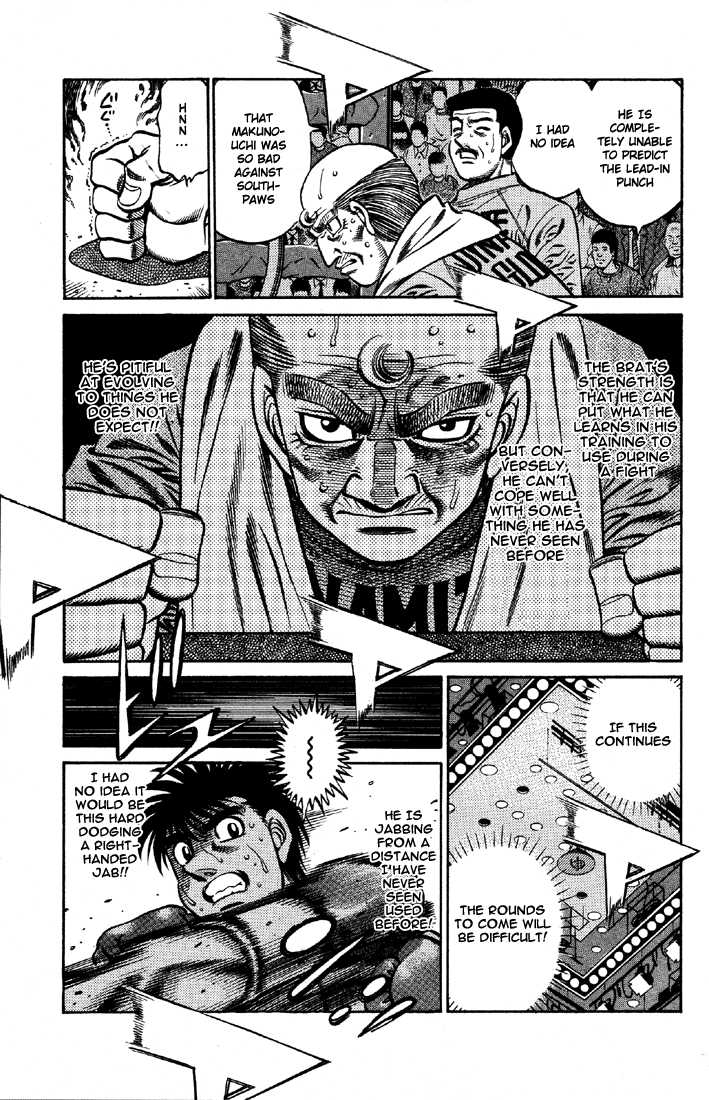 HE IS
COMPLE-
TELY UNABLE
TO PREDICT
THE LEAD-IN
PUNCH
I HAD
NO IDEA
THAT
MAKUNO-
UCHI WAS
SO BAD
AGAINST
SOUTH-
PAWS
HNN...
THE BRAT'S
STRENGTH IS
THAT HE CAN
PUT WHAT HE
LEARNS IN HIS
TRAINING TO
USE DURING
A FIGHT
BUT CON-
VERSELY,
HE CAN'T
COPE WELL
WITH SOME-
THING HE HAS
NEVER SEEN
BEFORE
HE'S PITIFUL
AT EVOLVING
TO THINGS HE
DOES NOT
EXPECT!!
IF THIS
CONTINUES
THE ROUNDS
TO COME WILL
BE DIFFICULT!
HE IS
JABBING
FROM A
DISTANCE
I HAVE
NEVER
SEEN
USED
BEFORE!
I HAD
NO IDEA IT
WOULD BE
THIS HARD
DODGING
A RIGHT-
HANDED
JAB!!